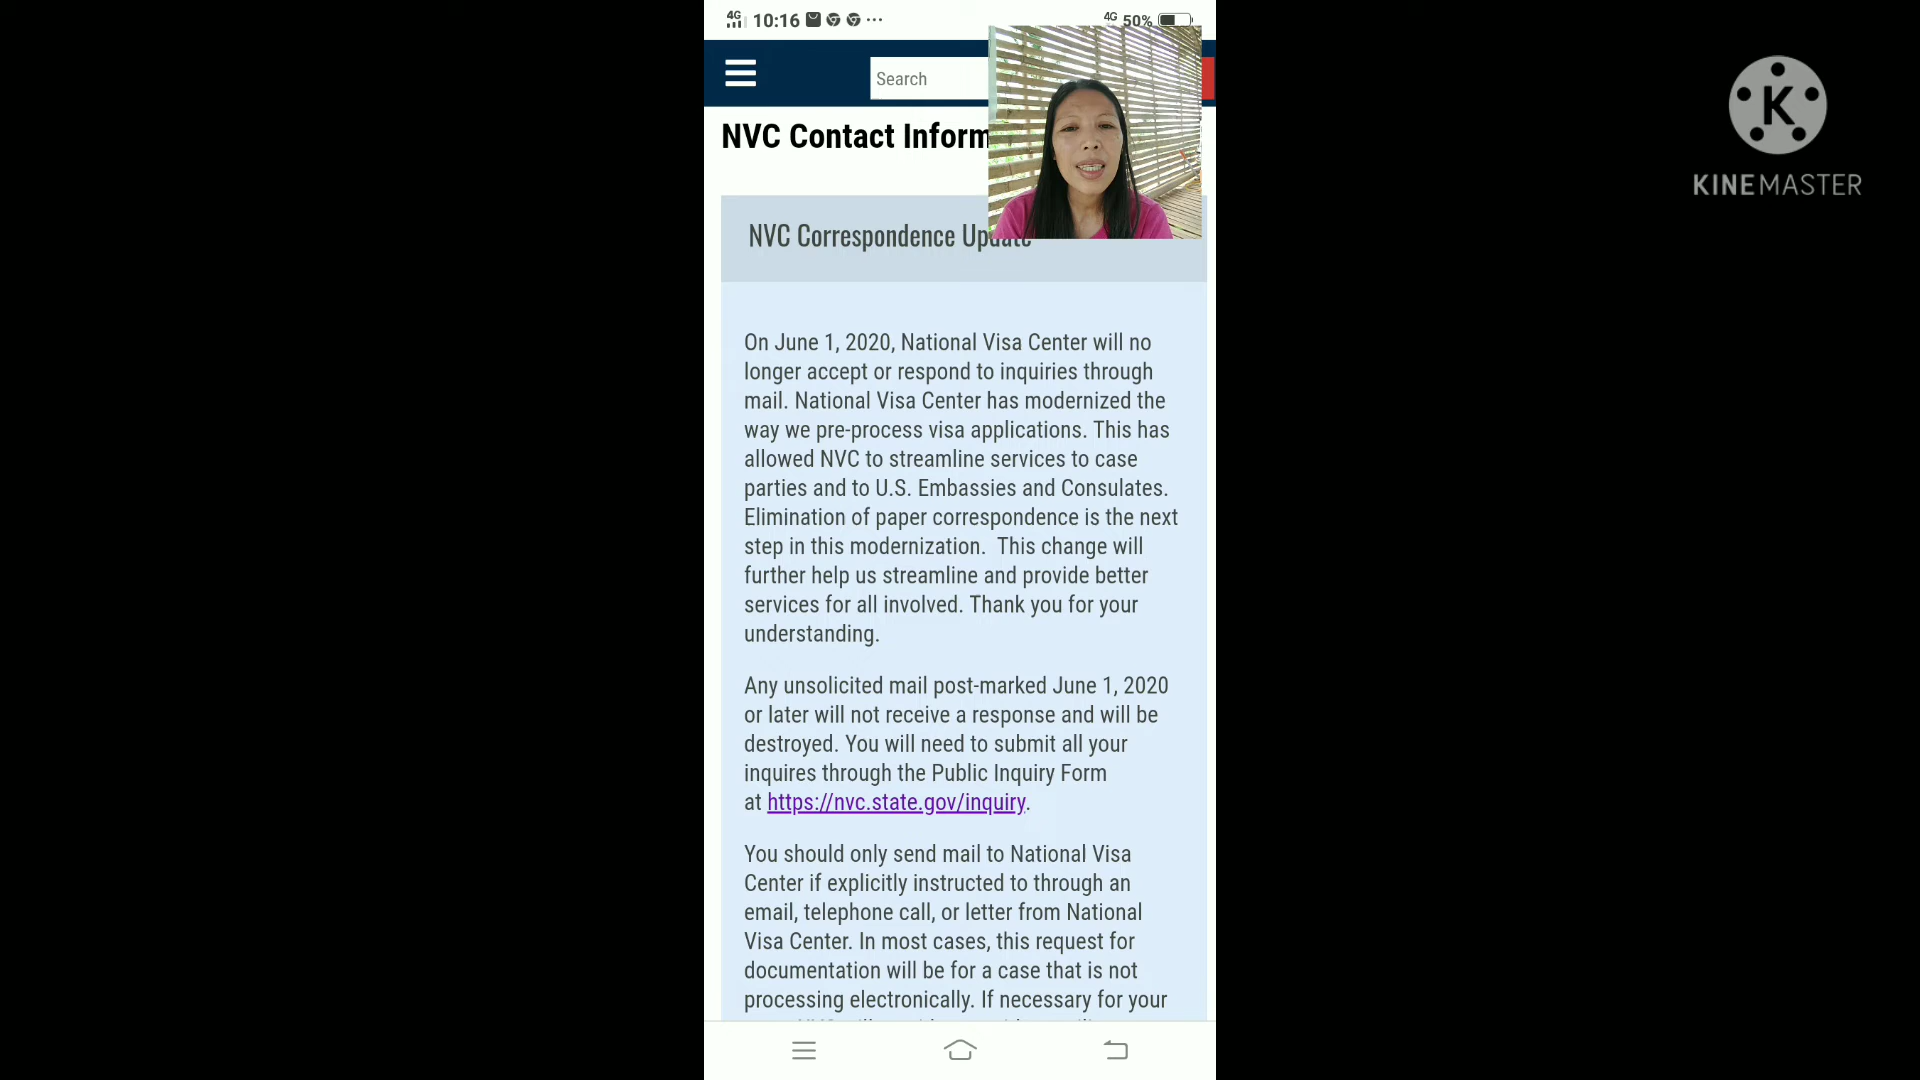 4G 10:16 4G 50%
Search
NVC Contact Inform
NVC Correspondence Update
On June 1, 2020, National Visa Center will no
longer accept or respond to inquiries through
mail. National Visa Center has modernized the
way we pre-process visa applications. This has
allowed NVC to streamline services to case
parties and to U.S. Embassies and Consulates.
Elimination of paper correspondence is the next
step in this modernization.  This change will
further help us streamline and provide better
services for all involved. Thank you for your
understanding.
Any unsolicited mail post-marked June 1, 2020
or later will not receive a response and will be
destroyed. You will need to submit all your
inquires through the Public Inquiry Form
at https://nvc.state.gov/inquiry.
You should only send mail to National Visa
Center if explicitly instructed to through an
email, telephone call, or letter from National
Visa Center. In most cases, this request for
documentation will be for a case that is not
processing electronically. If necessary for your
K
KINEMASTER